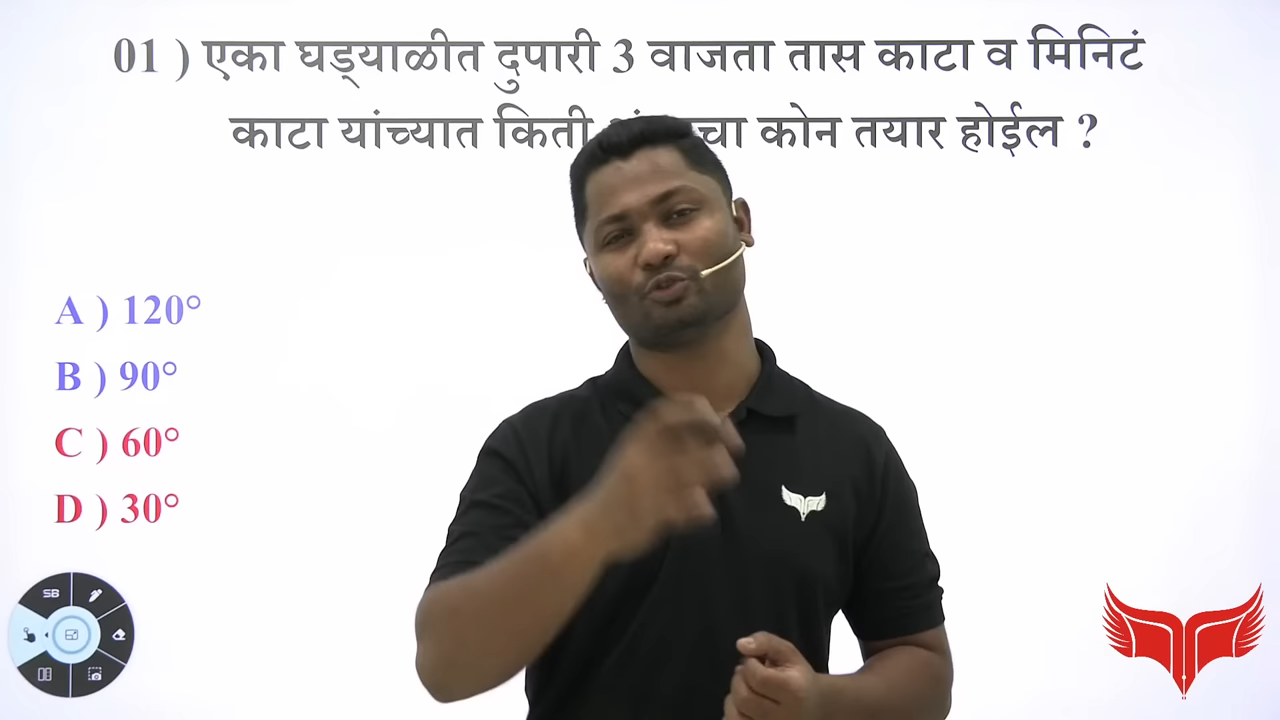 01 ) एका घड्याळीत दुपारी 3 वाजता तास काटा व मिनिटं
काटा यांच्यात किती कोन तयार होईल ?
A ) 120°
B ) 90°
C ) 60°
D ) 30°
SB